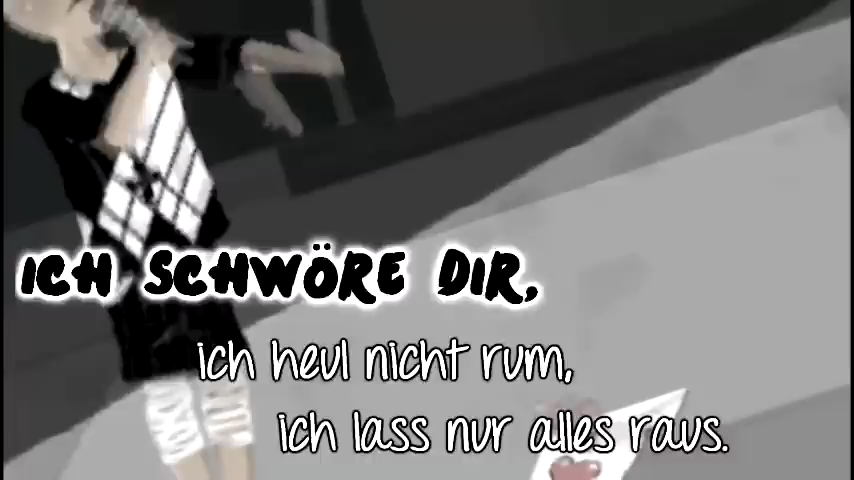 ICH SCHWÖRE DIR,
ich heul nicht rum,
ich lass nur alles raus.